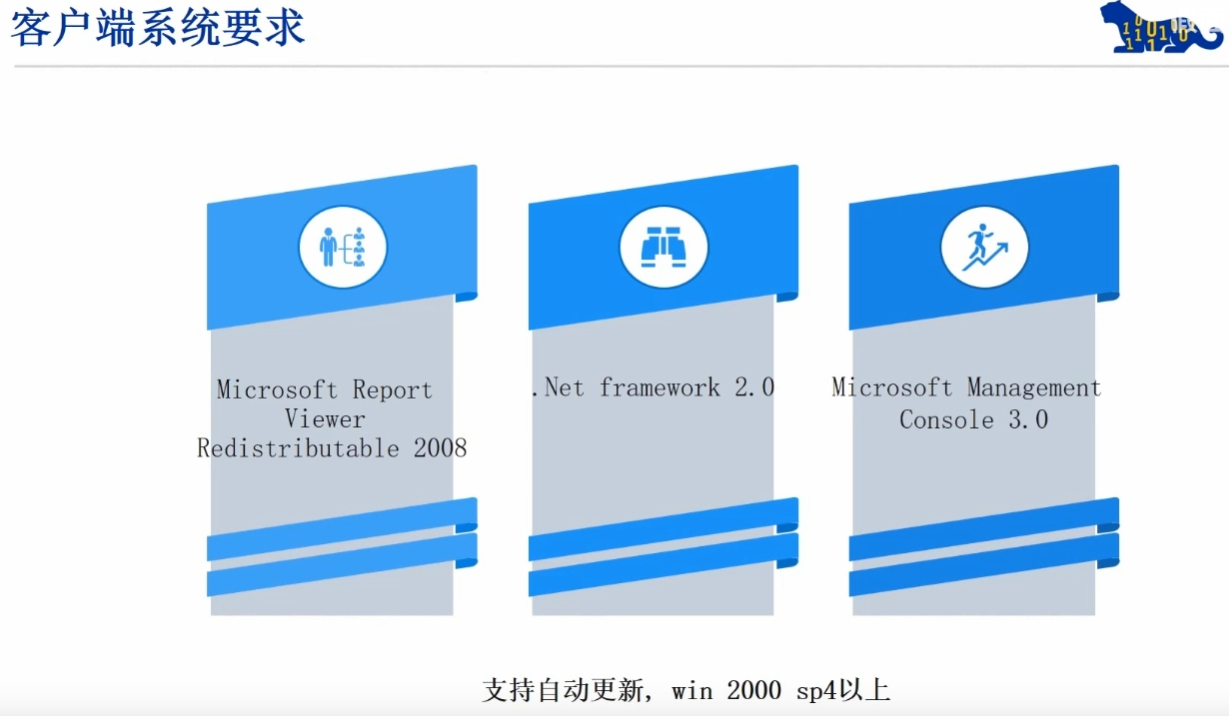 客户端系统要求
Microsoft Report
Viewer
Redistributable 2008
.Net framework 2.0
Microsoft Management
Console 3.0
支持自动更新, win 2000 sp4以上